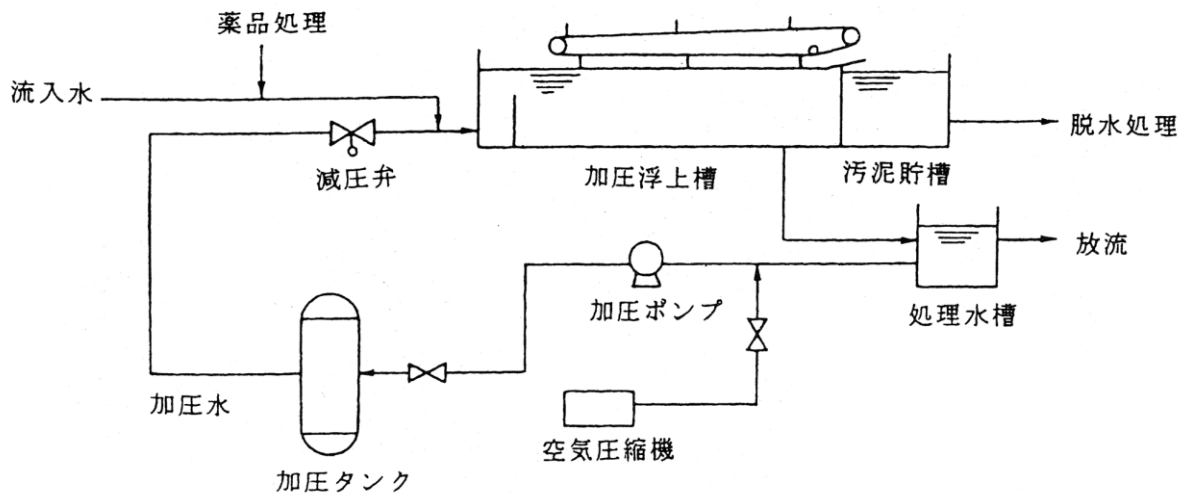 薬品処理
流入水
減圧弁
加圧浮上槽
汚泥貯槽
脱水処理
放流
加圧ポンプ
処理水槽
加圧水
空気圧縮機
加圧タンク